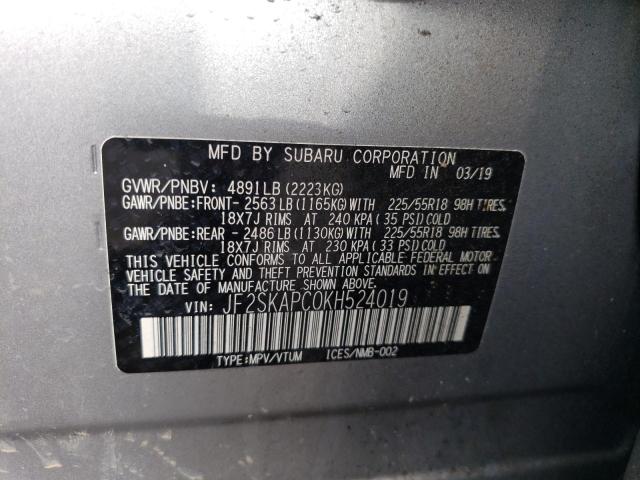 MFD BY SUBARU CORPORATION
MFD IN 03/19
GVWR/PNBV: 4891LB(2223KG)
GAWR/PNBE:FRONT- 2563LB(1165KG)WITH 225/55R18 98H TIRES,
18X7J RIMS AT 240 KPA(35 PSI)COLD
GAWR/PNBE:REAR - 2486LB(1130KG)WITH 225/55R18 98H TIRES,
18X7J RIMS AT 230 KPA(33 PSI)COLD
THIS VEHICLE CONFORMS TO ALL APPLICABLE FEDERAL MOTOR
VEHICLE SAFETY AND THEFT PREVENTION STANDARDS IN EFFECT ON
THE DATE OF MANUFACTURE SHOWN ABOVE.
VIN: JF2SKAPC0KH524019
TYPE:MPV/VTUM ICES/NMB-002